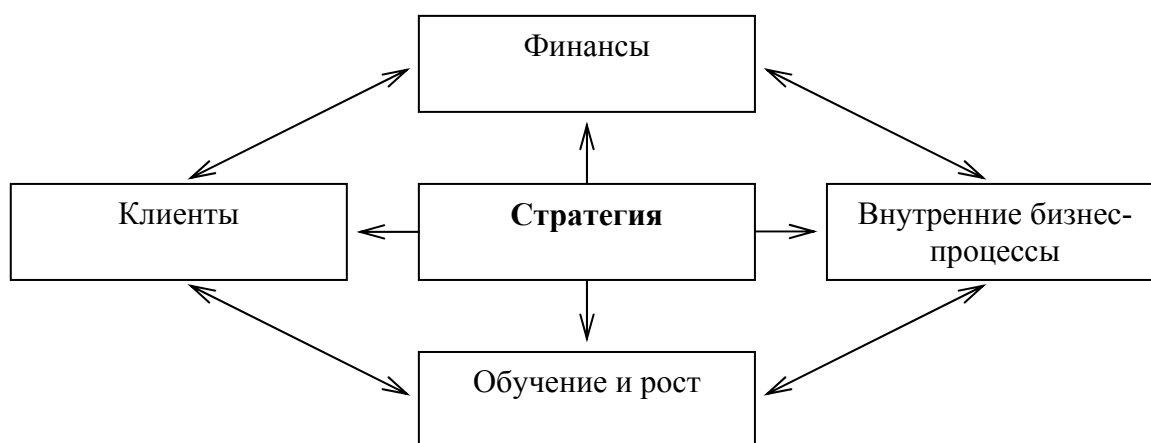 Финансы
Клиенты
Стратегия
Внутренние бизнес-
процессы
Обучение и рост